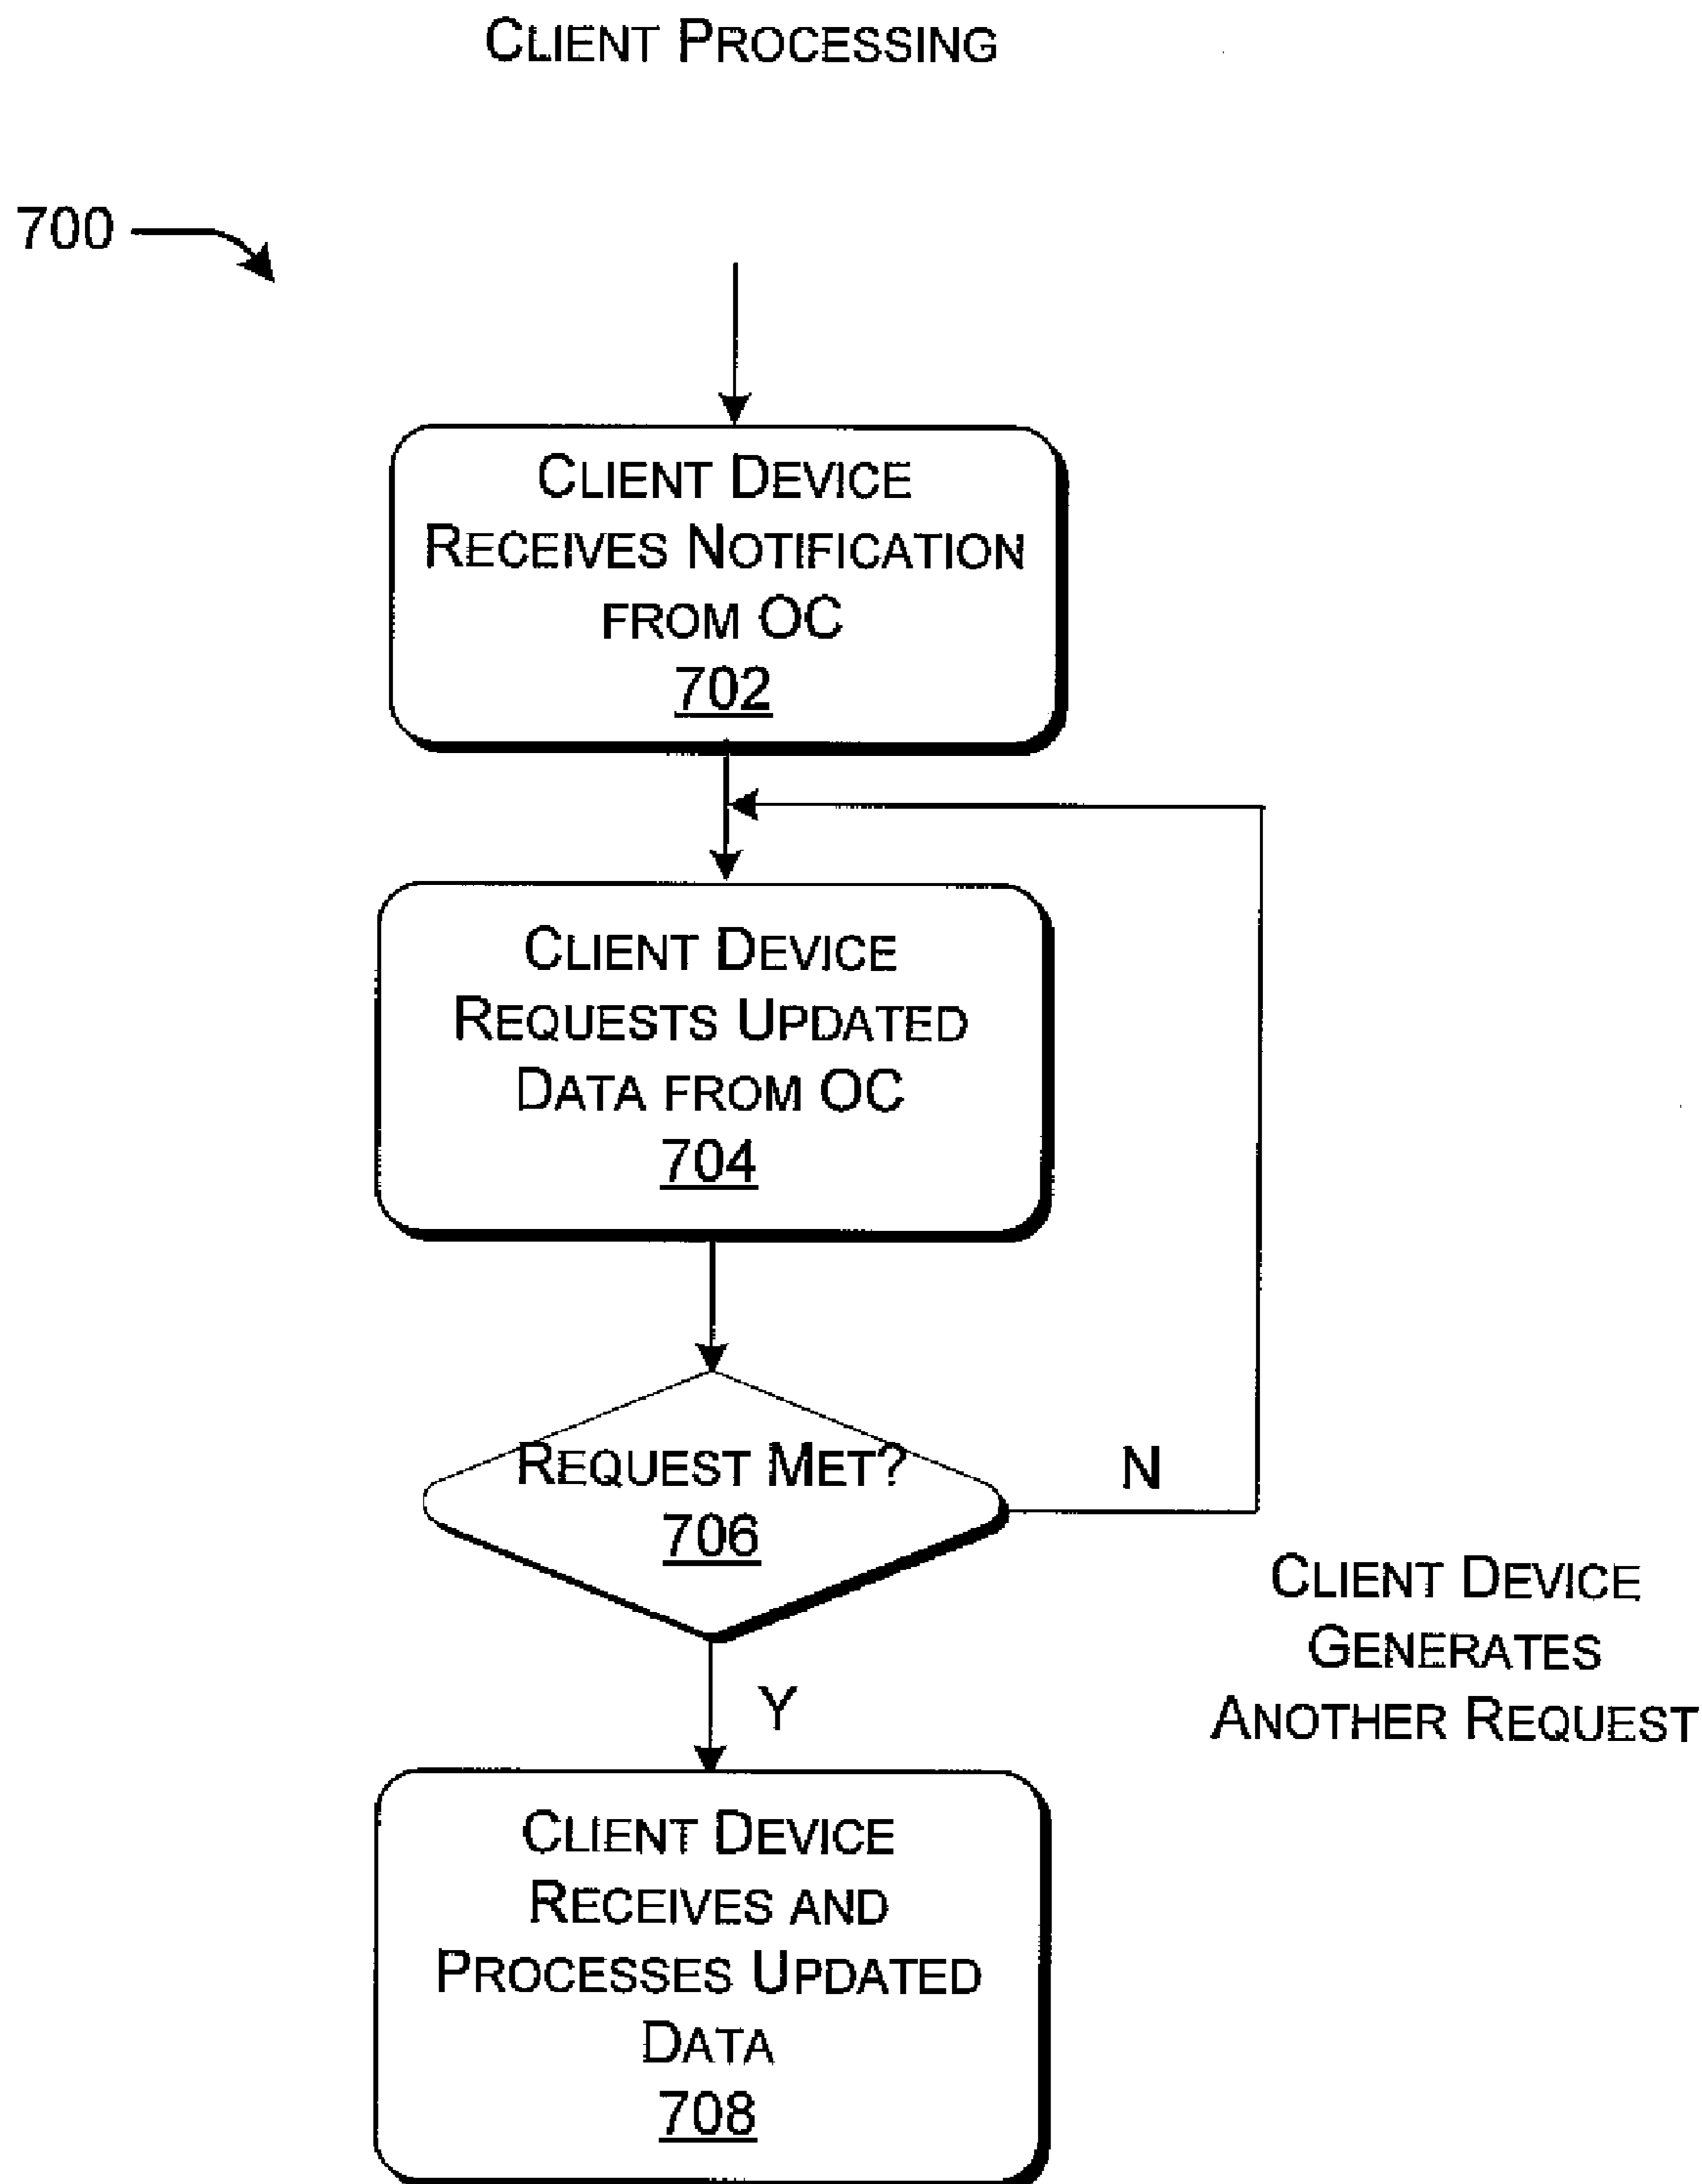 CLIENT PROCESSING
700
CLIENT DEVICE
RECEIVES NOTIFICATION
FROM OC
702
CLIENT DEVICE
REQUESTS UPDATED
DATA FROM OC
704
REQUEST MET?
706
N
CLIENT DEVICE
GENERATES
ANOTHER REQUEST
Y
CLIENT DEVICE
RECEIVES AND
PROCESSES UPDATED
DATA
708